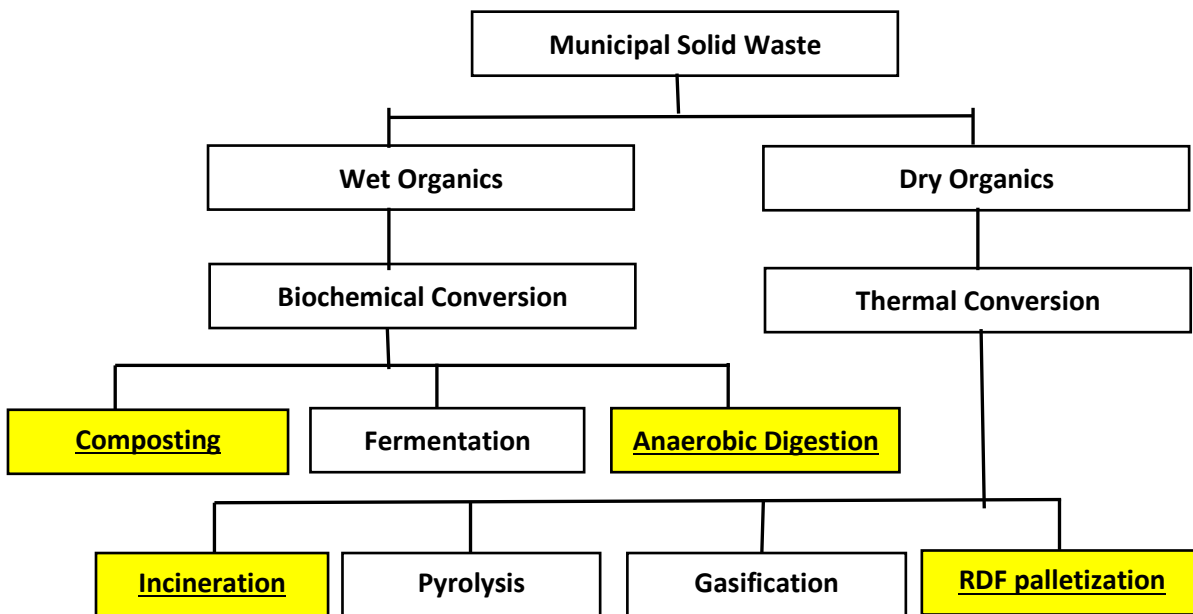 Municipal Solid Waste
Wet Organics
Dry Organics
Biochemical Conversion
Thermal Conversion
Composting
Fermentation
Anaerobic Digestion
Incineration
Pyrolysis
Gasification
RDF palletization